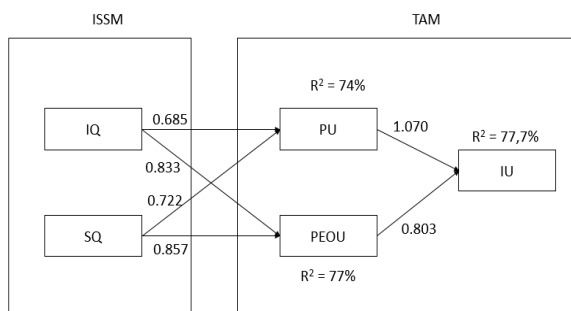 ISSM
TAM
R² = 74%
IQ
0.685
PU
1.070
R² = 77,7%
0.833
IU
0.722
SQ
0.857
PEOU
0.803
R² = 77%